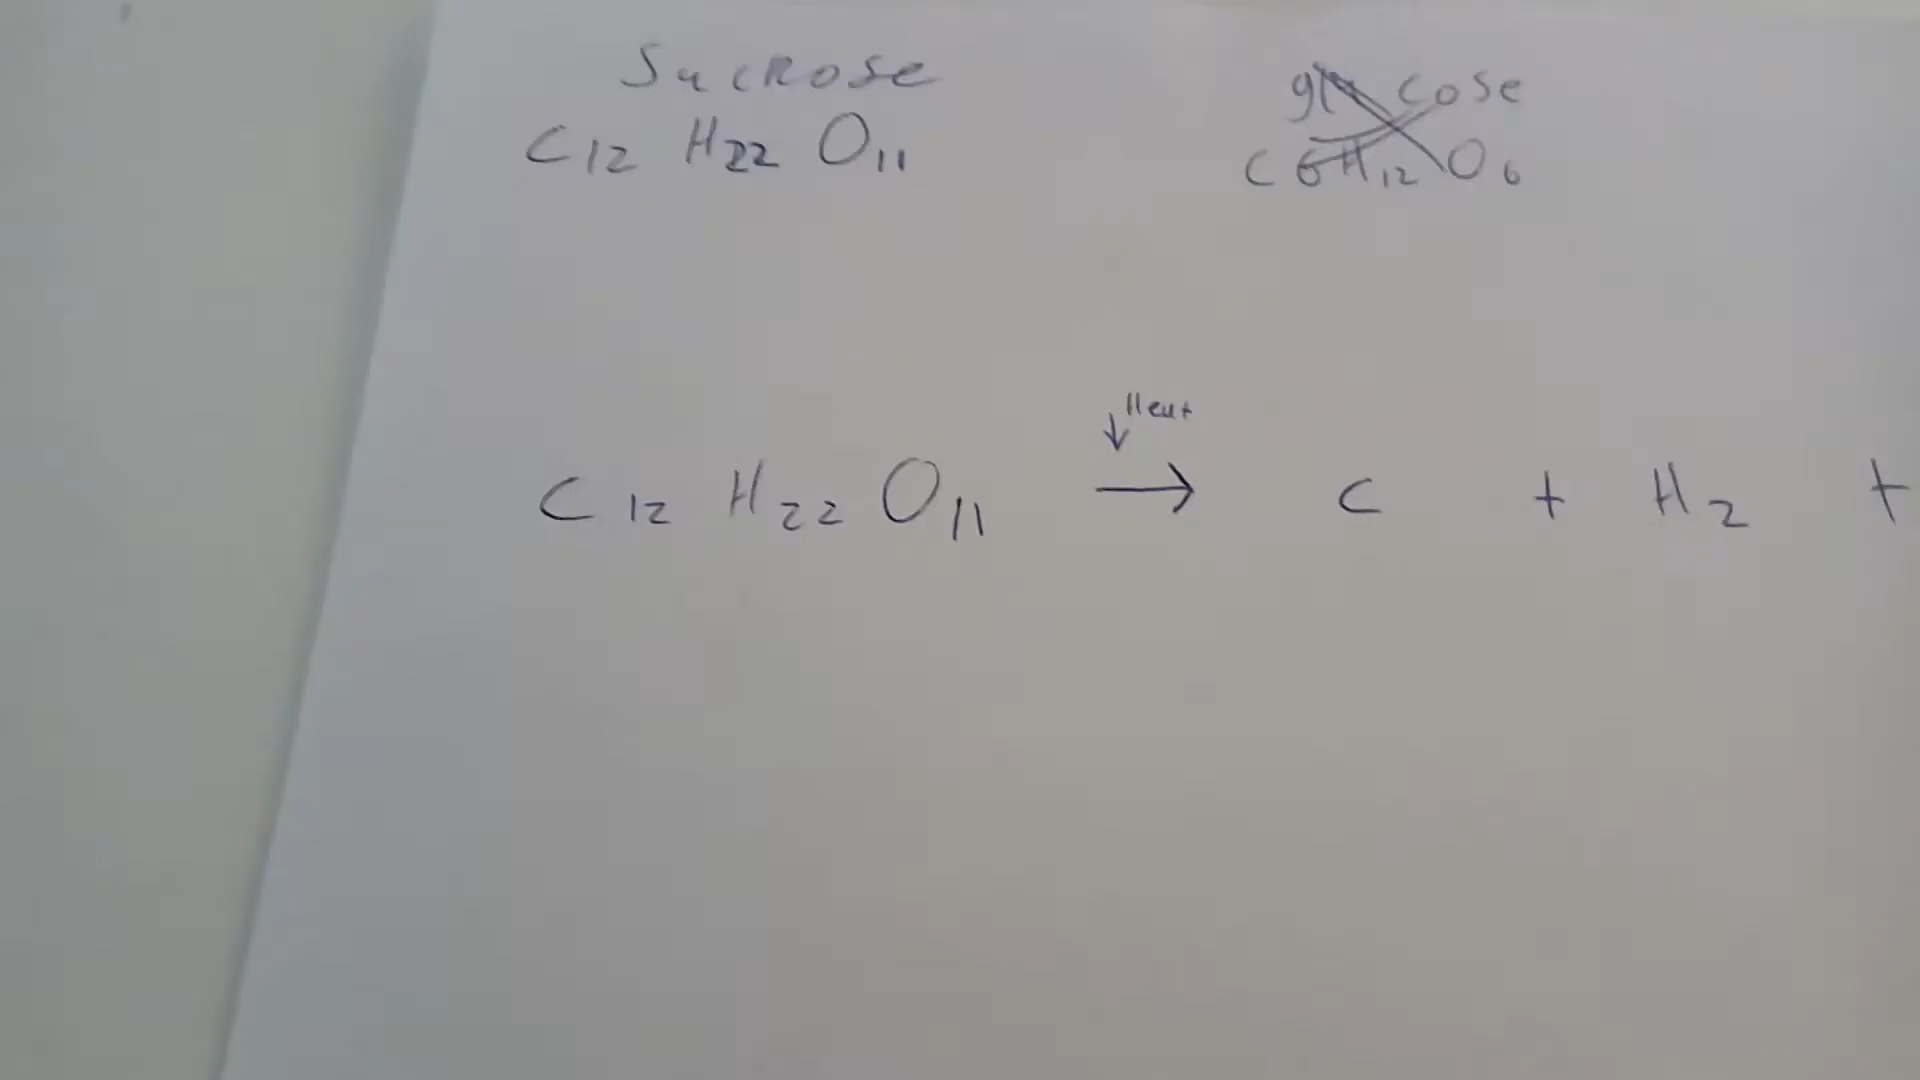 Sucrose
C12 H22 O11
glucose
C6H12O6
Heat
C12 H22 O11 → C + H2 +